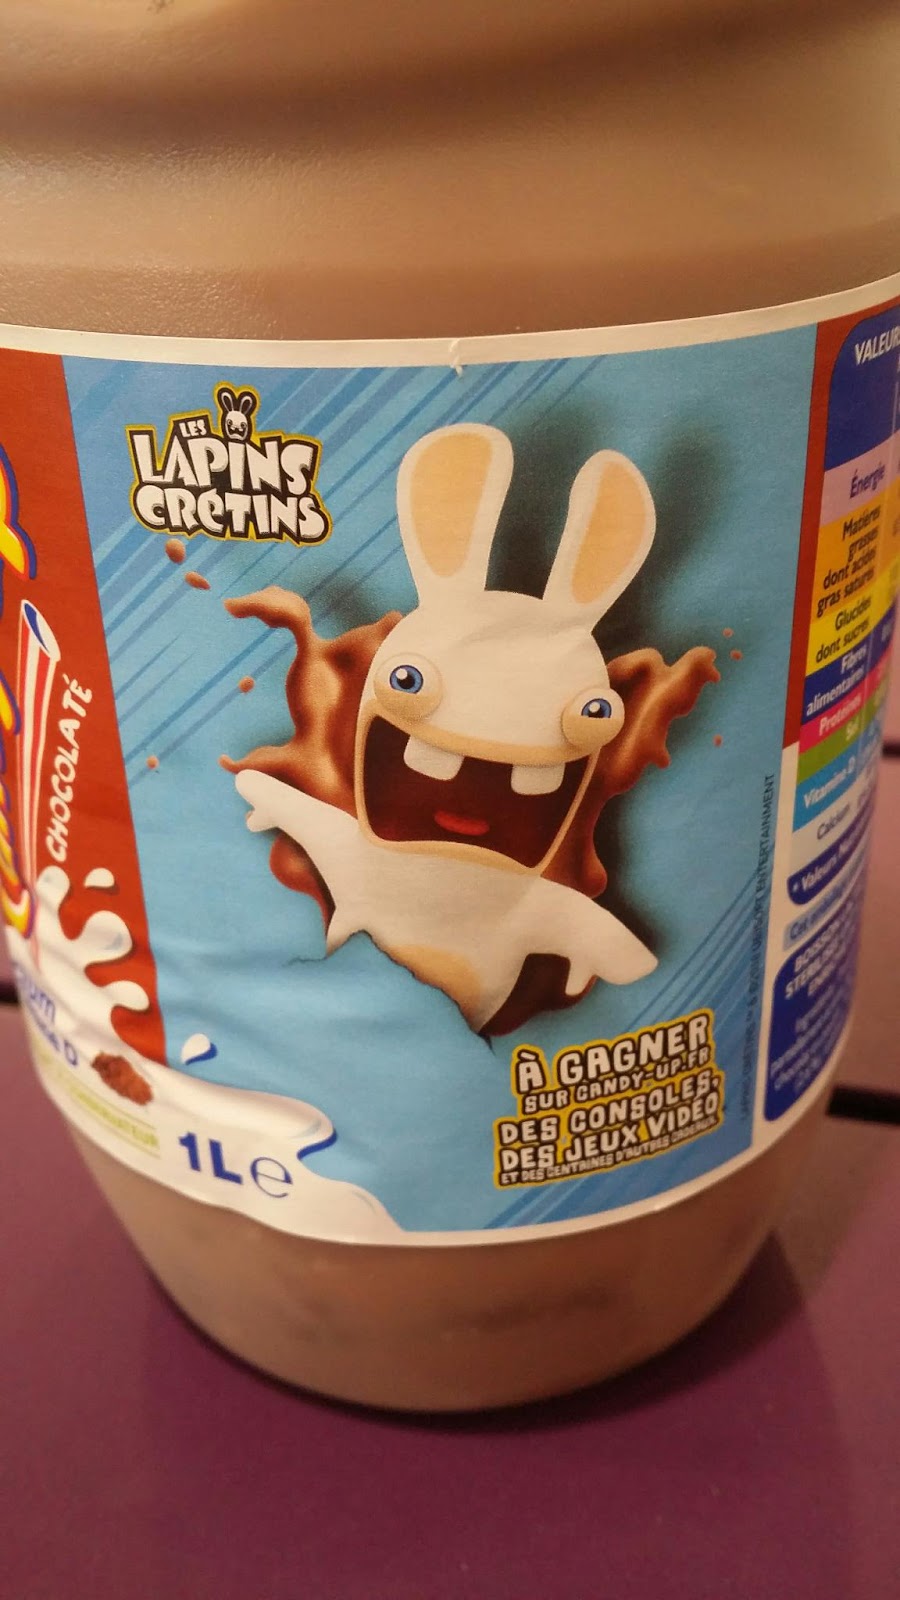 LES
LAPINS
CRÉTINS
CHOCOLATÉ
1L e
À GAGNER
SUR CANDY-UP.FR
DES CONSOLES,
DES JEUX VIDÉO
ET DES CENTAINES D'AUTRES CADEAUX
ENTERTAINMENT
VALEURS
Énergie
Matières
grasses
dont acides
gras saturés
Glucides
dont sucres
Fibres
alimentaires
Protéines
Sel
Vitamine D
Calcium